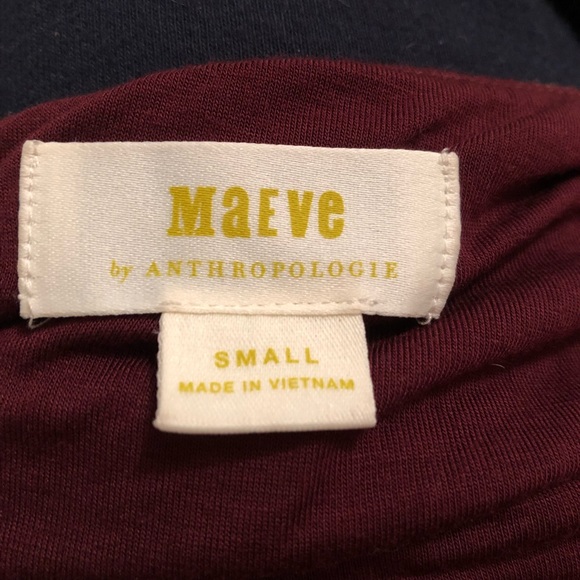 MaEve
by ANTHROPOLOGIE
SMALL
MADE IN VIETNAM